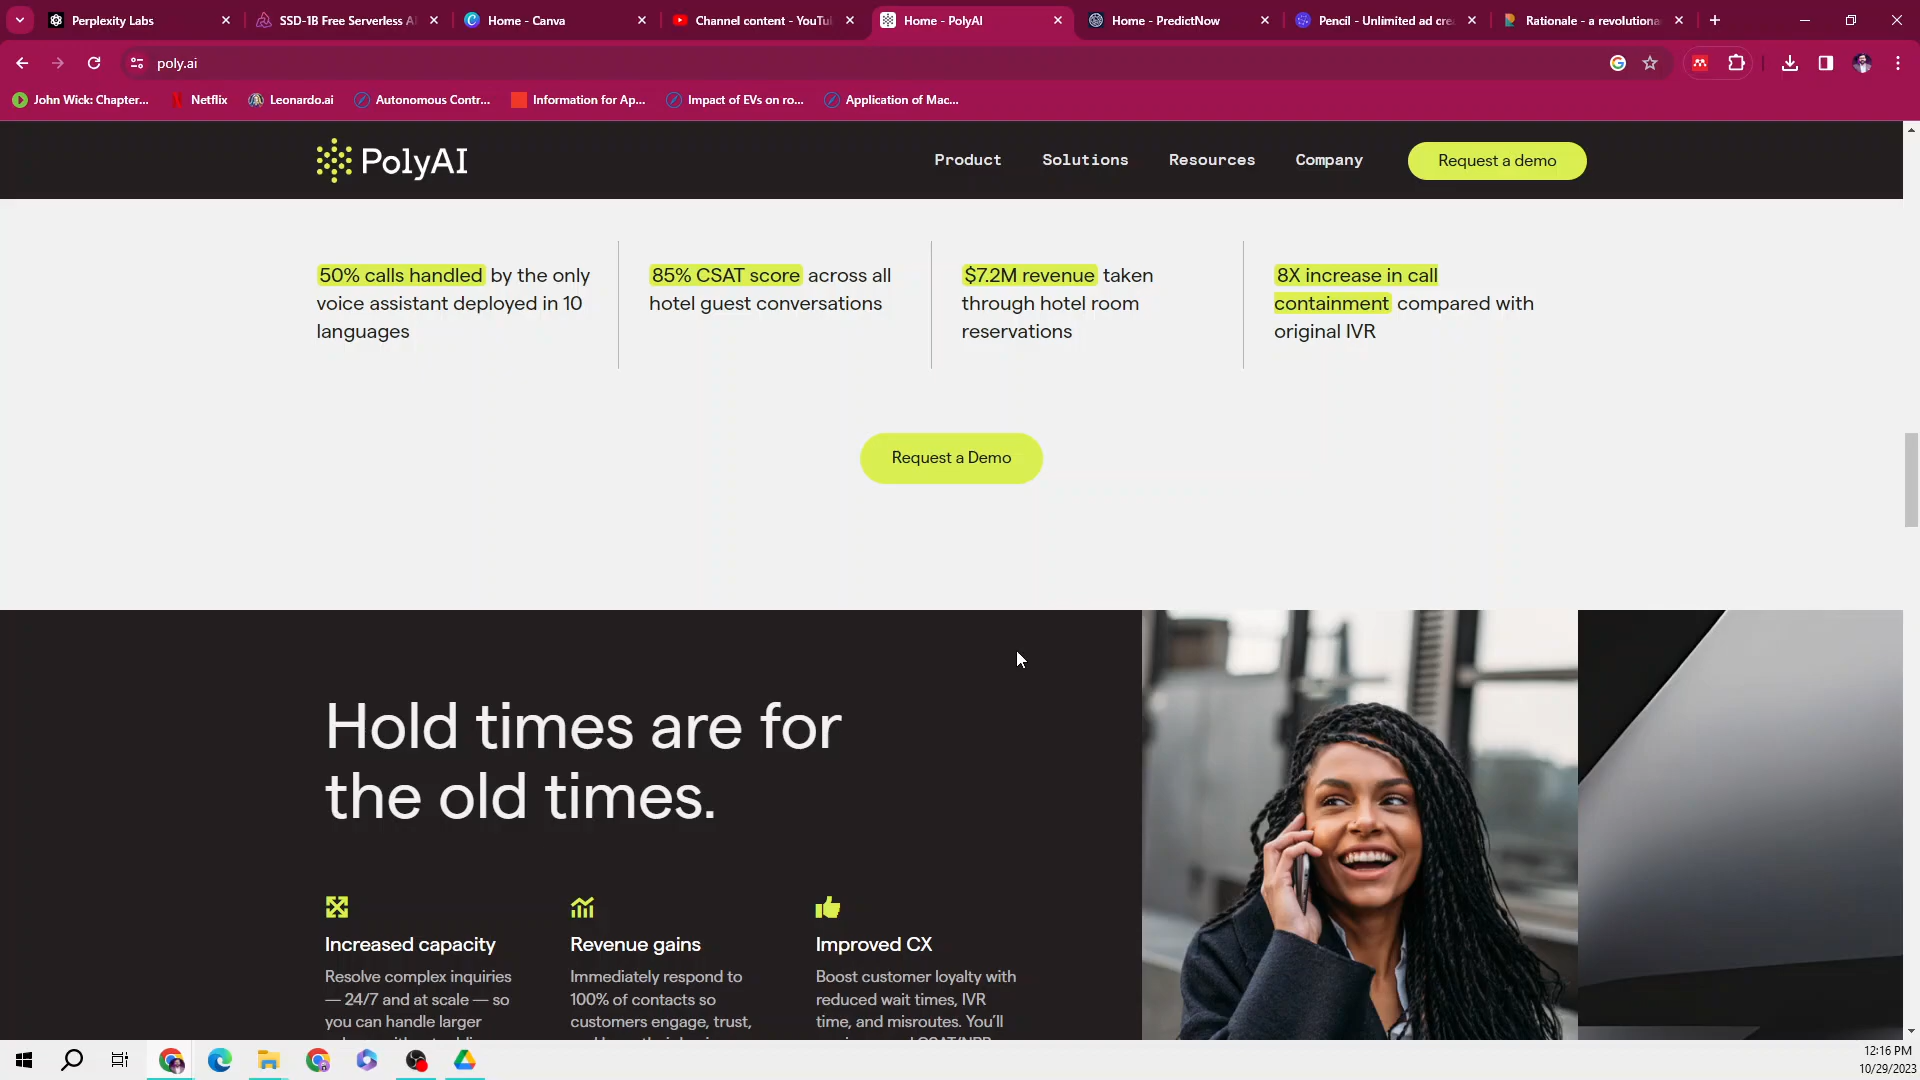 Perplexity Labs
SSD-1B Free Serverless A
Home - Canva
Channel content - YouTu
Home - PolyAI
Home - PredictNow
Pencil - Unlimited ad cre
Rationale - a revolutiona
poly.ai
John Wick: Chapter...
Netflix
Leonardo.ai
Autonomous Contr...
Information for Ap...
Impact of EVs on ro...
Application of Mac...
PolyAI
Product
Solutions
Resources
Company
Request a demo
50% calls handled by the only
voice assistant deployed in 10
languages
85% CSAT score across all
hotel guest conversations
$7.2M revenue taken
through hotel room
reservations
8X increase in call
containment compared with
original IVR
Request a Demo
Hold times are for
the old times.
Increased capacity
Resolve complex inquiries
— 24/7 and at scale — so
you can handle larger
Revenue gains
Immediately respond to
100% of contacts so
customers engage, trust,
Improved CX
Boost customer loyalty with
reduced wait times, IVR
time, and misroutes. You'll
12:16 PM
10/29/2023